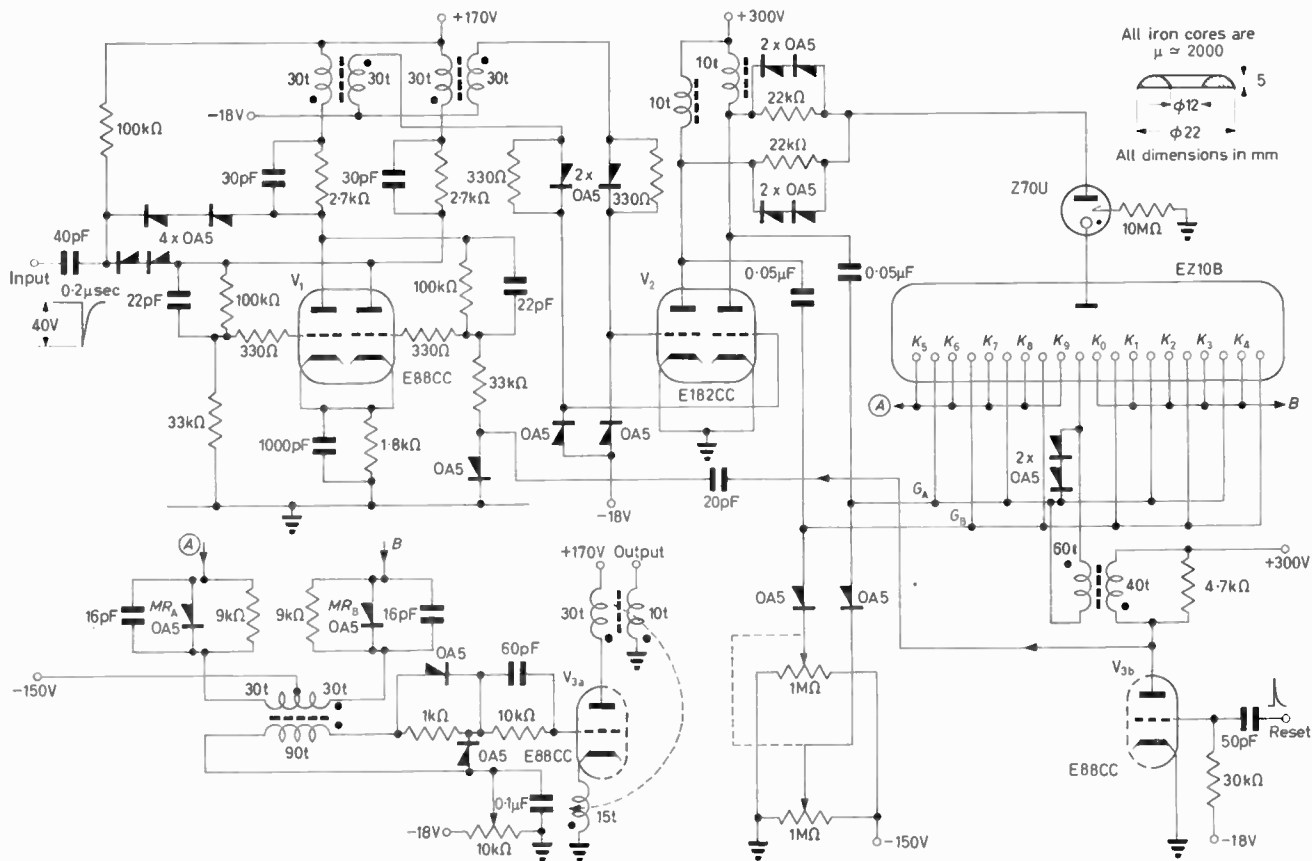 +170V
+300V
All iron cores are
μ ≃ 2000
5
φ12
φ22
All dimensions in mm
30t
30t
30t
30t
-18V
10t
10t
2 x OA5
22kΩ
22kΩ
2 x OA5
100kΩ
30pF
2·7kΩ
30pF
2·7kΩ
330Ω
2 x
OA5
330Ω
Z70U
10MΩ
40pF
4 x OA5
Input
0·2μsec
40V
22pF
100kΩ
V1
100kΩ
22pF
V2
0·05μF
0·05μF
EZ10B
330Ω
330Ω
E88CC
33kΩ
33kΩ
E182CC
K5 K6 K7 K8 K9 K0 K1 K2 K3 K4
A
B
1000pF
1·8kΩ
OA5
OA5
OA5
2 x
OA5
20pF
-18V
GA
GB
A
B
+170V Output
60t
40t
4·7kΩ
+300V
16pF
MRA
OA5
9kΩ
9kΩ
MRB
OA5
16pF
30t
10t
OA5
OA5
OA5
60pF
V3a
V3b
-150V
30t
30t
90t
1kΩ
10kΩ
OA5
E88CC
1MΩ
50pF
Reset
E88CC
30kΩ
0·1μF
15t
-18V
10kΩ
1MΩ
-150V
-18V